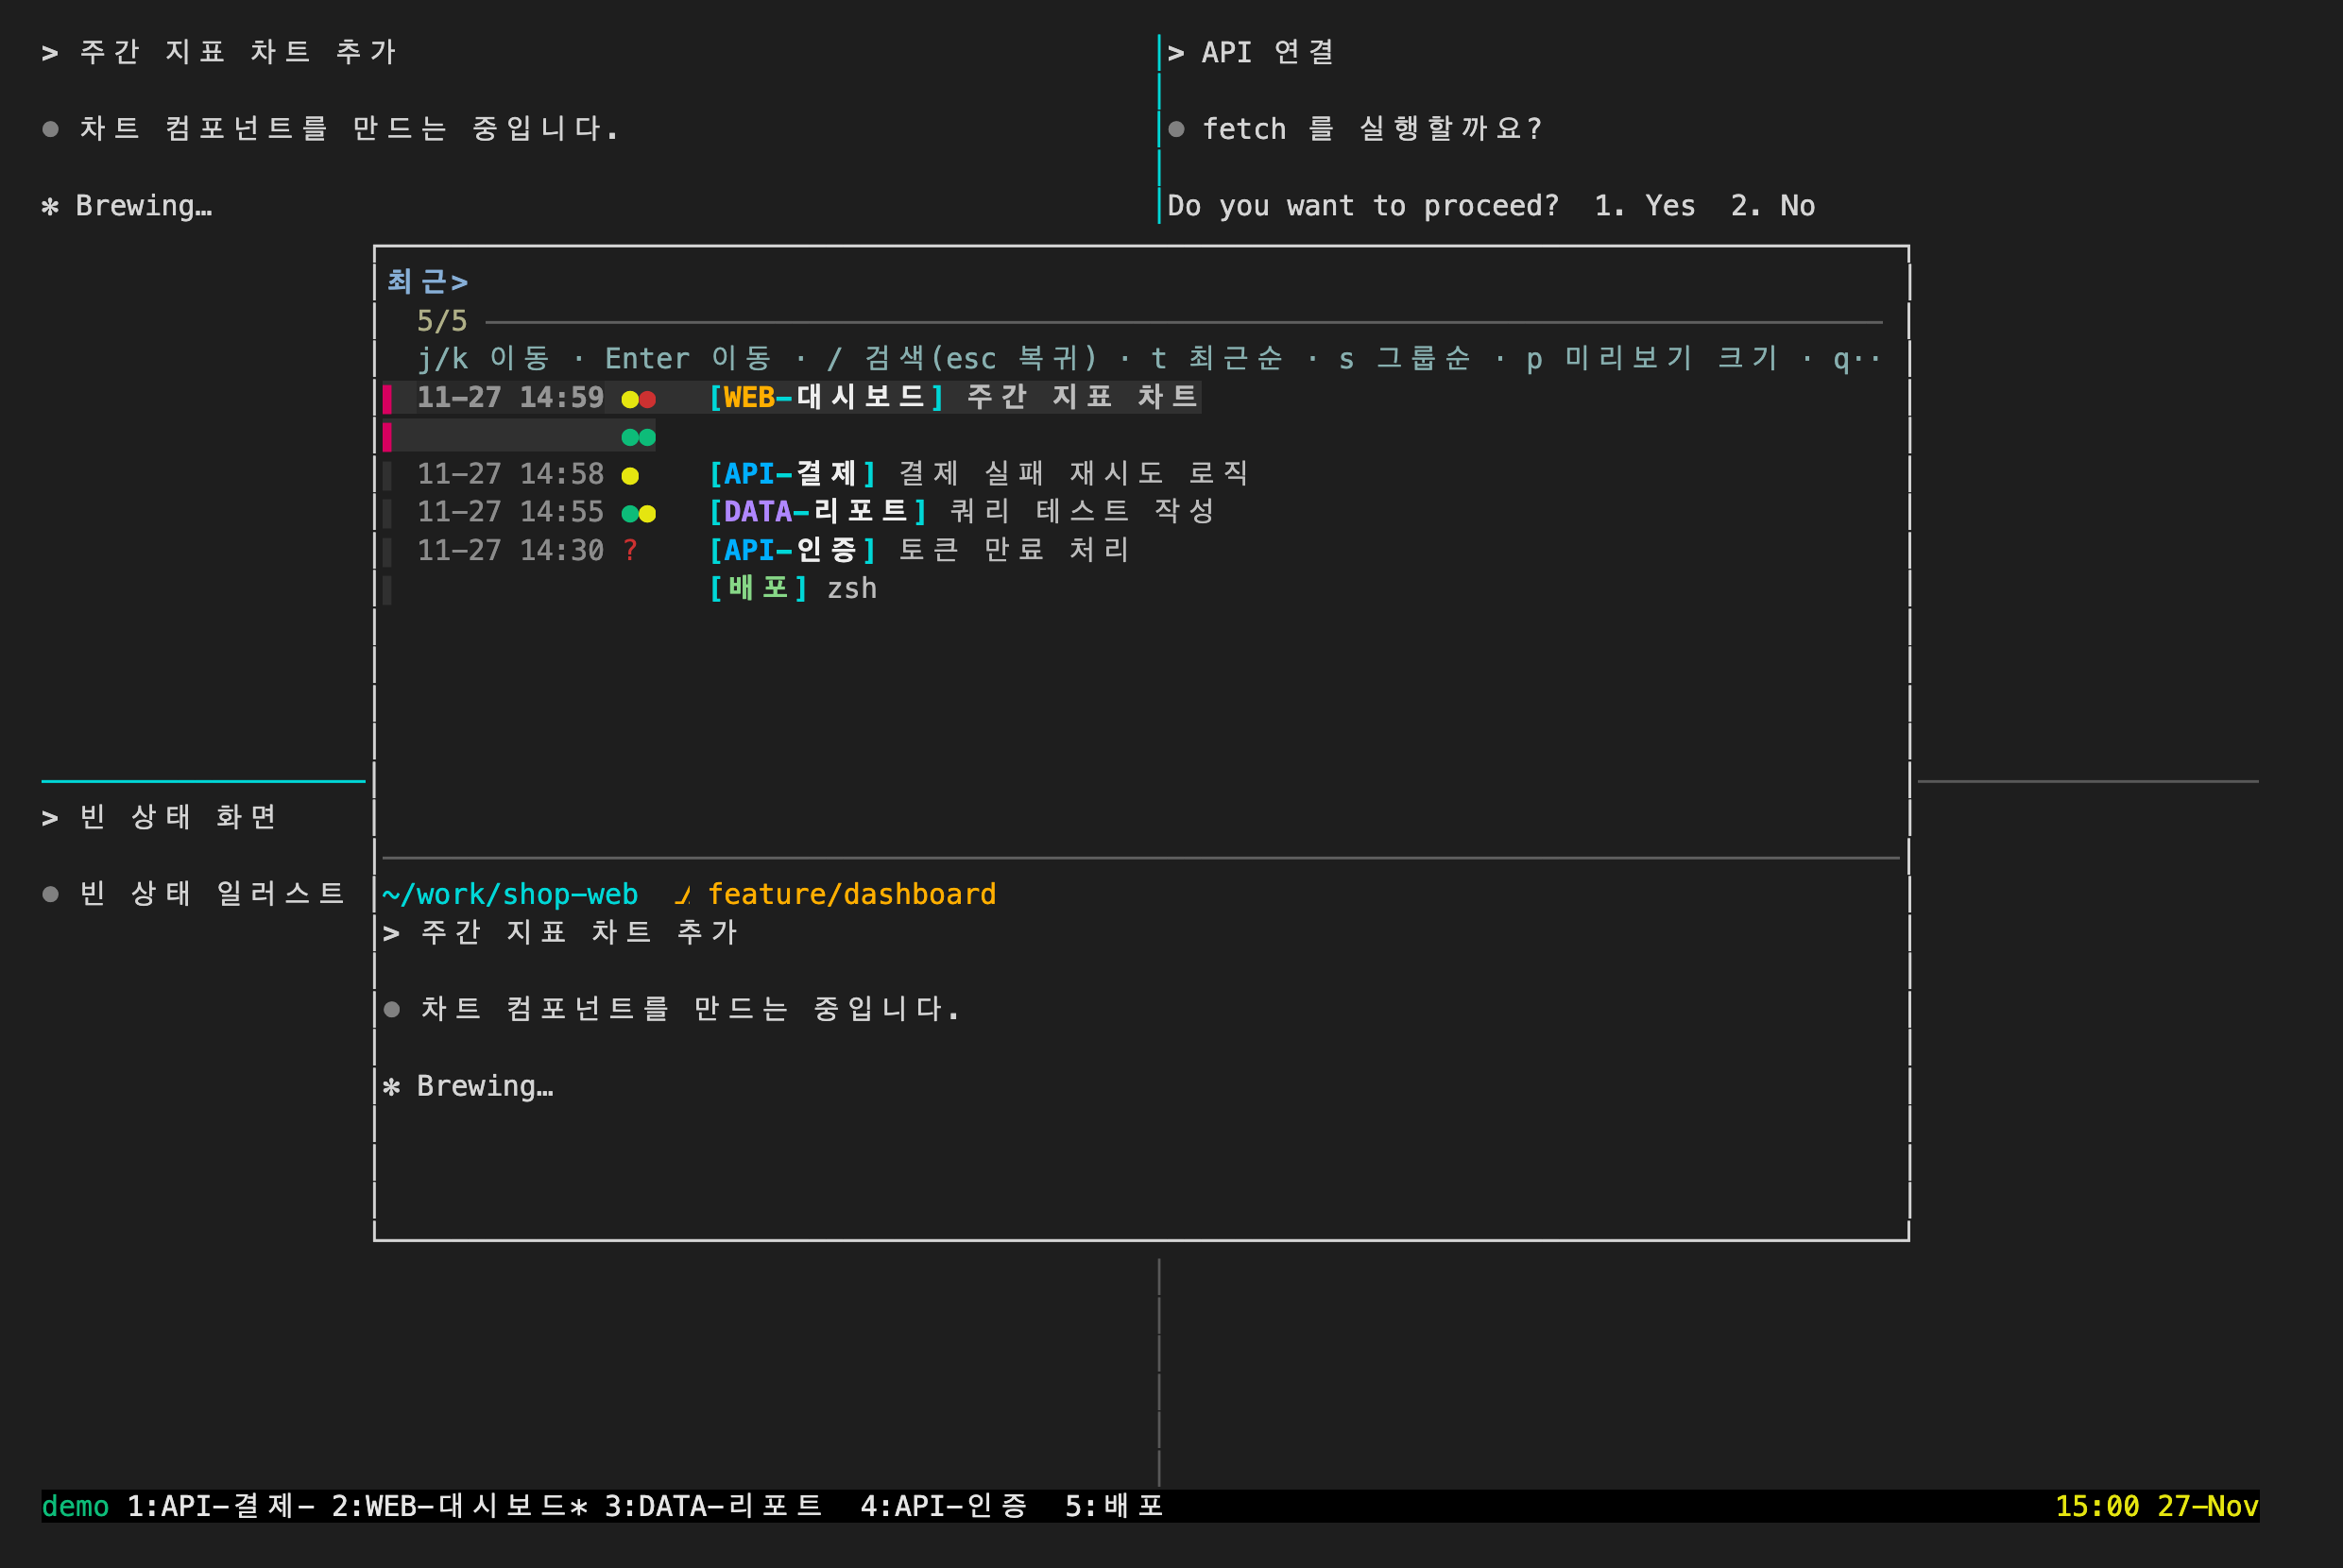 > 주간 지표 차트 추가
● 차트 컴포넌트를 만드는 중입니다.
✻ Brewing…
> API 연결
● fetch 를 실행할까요?
Do you want to proceed?  1. Yes  2. No
최근>
5/5
j/k 이동 · Enter 이동 · / 검색(esc 복귀) · t 최근순 · s 그룹순 · p 미리보기 크기 · q··
11-27 14:59 ●● [WEB-대시보드] 주간 지표 차트
●●
11-27 14:58 ● [API-결제] 결제 실패 재시도 로직
11-27 14:55 ●● [DATA-리포트] 쿼리 테스트 작성
11-27 14:30 ? [API-인증] 토큰 만료 처리
[배포] zsh
> 빈 상태 화면
● 빈 상태 일러스트
~/work/shop-web ⎇ feature/dashboard
> 주간 지표 차트 추가
● 차트 컴포넌트를 만드는 중입니다.
✻ Brewing…
demo 1:API-결제- 2:WEB-대시보드* 3:DATA-리포트  4:API-인증  5:배포 15:00 27-Nov